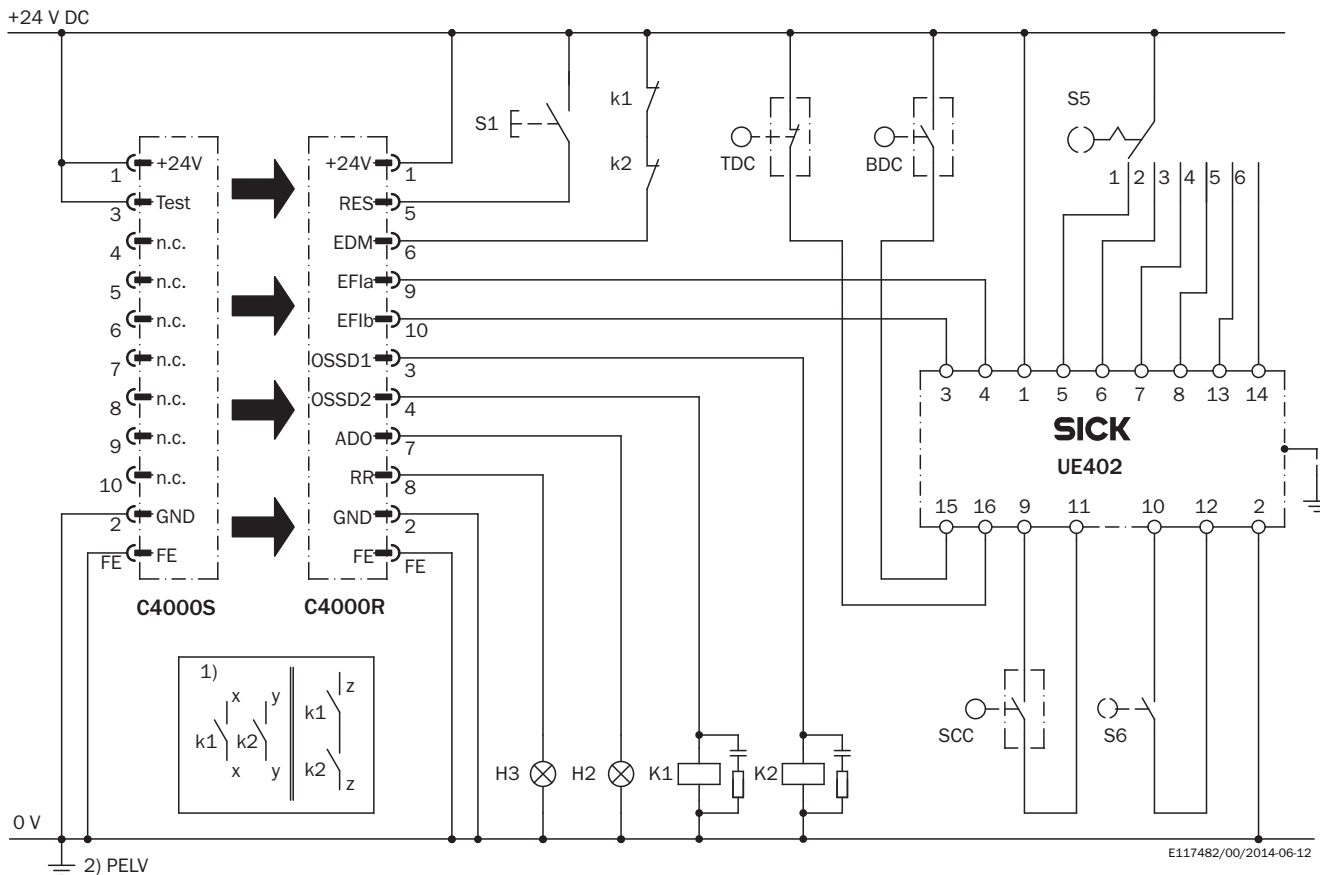 +24 V DC
S1
k1
k2
TDC
BDC
S5
1 2 3 4 5 6
1 +24V
3 Test
4 n.c.
5 n.c.
6 n.c.
7 n.c.
8 n.c.
9 n.c.
10 n.c.
2 GND
FE FE
C4000S
+24V 1
RES 5
EDM 6
EFIa 9
EFIb 10
OSSD1 3
OSSD2 4
ADO 7
RR 8
GND 2
FE FE
C4000R
3 4 1 5 6 7 8 13 14
SICK
UE402
15 16 9 11 10 12 2
1)
x y z
k1 k2 k1
x y k2 z
SCC
S6
H3 H2 K1 K2
0 V
2) PELV
E117482/00/2014-06-12